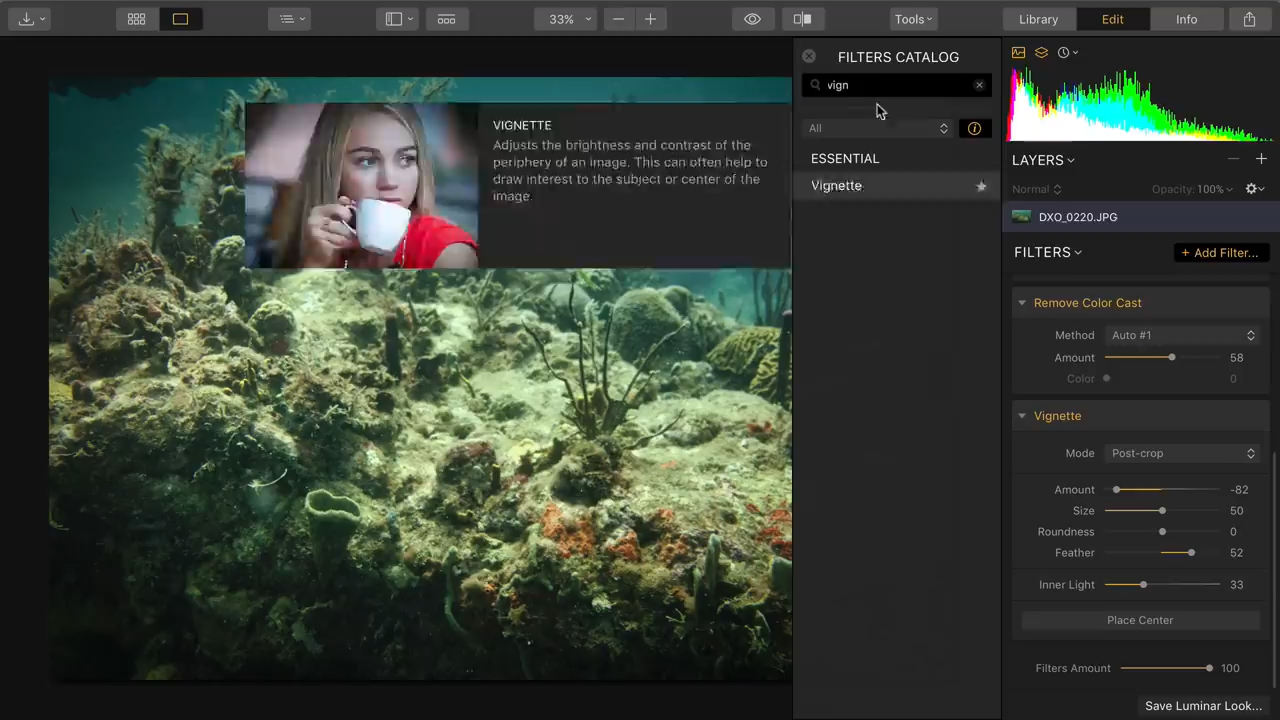 33%
Tools
Library
Edit
Info
FILTERS CATALOG
vign
All
ESSENTIAL
Vignette
VIGNETTE
Adjusts the brightness and contrast of the
periphery of an image. This can often help to
draw interest to the subject or center of the
image.
LAYERS
Normal
Opacity: 100%
DXO_0220.JPG
FILTERS
+ Add Filter...
Remove Color Cast
Method Auto #1
Amount 58
Color 0
Vignette
Mode Post-crop
Amount -82
Size 50
Roundness 0
Feather 52
Inner Light 33
Place Center
Filters Amount 100
Save Luminar Look...